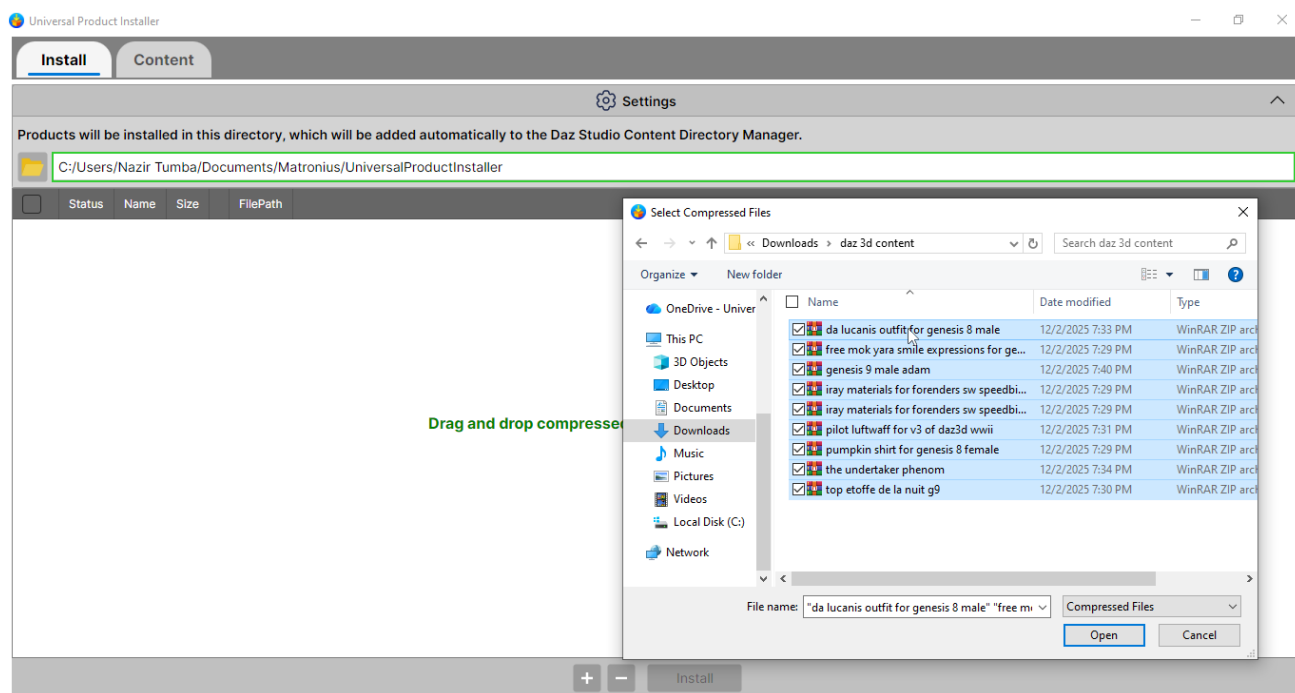 Universal Product Installer
Install Content
Settings
Products will be installed in this directory, which will be added automatically to the Daz Studio Content Directory Manager.
C:/Users/Nazir Tumba/Documents/Matronius/UniversalProductInstaller
Status Name Size FilePath
Drag and drop compressed
Select Compressed Files
« Downloads › daz 3d content
Search daz 3d content
Organize New folder
Name Date modified Type
OneDrive - Univer
This PC
3D Objects
Desktop
Documents
Downloads
Music
Pictures
Videos
Local Disk (C:)
Network
da lucanis outfit for genesis 8 male 12/2/2025 7:33 PM WinRAR ZIP arch
free mok yara smile expressions for ge... 12/2/2025 7:29 PM WinRAR ZIP arch
genesis 9 male adam 12/2/2025 7:40 PM WinRAR ZIP arch
iray materials for forenders sw speedbi... 12/2/2025 7:29 PM WinRAR ZIP arch
iray materials for forenders sw speedbi... 12/2/2025 7:29 PM WinRAR ZIP arch
pilot luftwaff for v3 of daz3d wwii 12/2/2025 7:31 PM WinRAR ZIP arch
pumpkin shirt for genesis 8 female 12/2/2025 7:29 PM WinRAR ZIP arch
the undertaker phenom 12/2/2025 7:34 PM WinRAR ZIP arch
top etoffe de la nuit g9 12/2/2025 7:30 PM WinRAR ZIP arch
File name: "da lucanis outfit for genesis 8 male" "free m
Compressed Files
Open Cancel
+ − Install